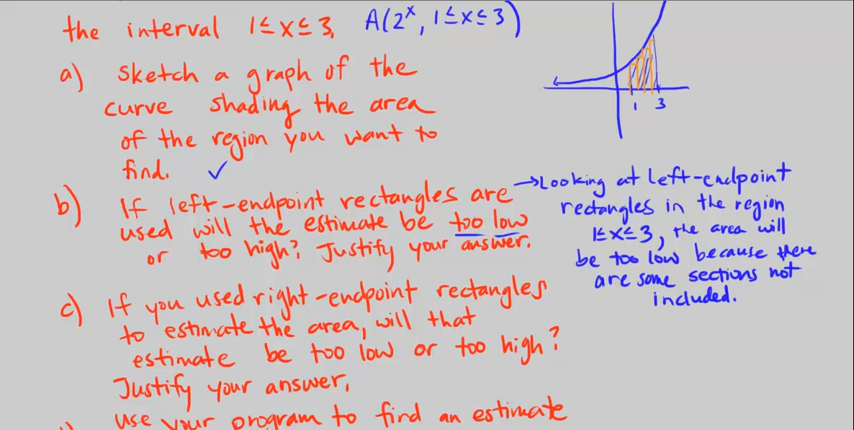 the interval 1≤x≤3, A(2^x, 1≤x≤3)
a) Sketch a graph of the
curve shading the area
of the region you want to
find. ✓
1 3
b) If left-endpoint rectangles are
used will the estimate be too low
or too high? Justify your answer.
→Looking at left-endpoint
rectangles in the region
1≤x≤3, the area will
be too low because there
are some sections not
included.
c) If you used right-endpoint rectangles
to estimate the area, will that
estimate be too low or too high?
Justify your answer.
use your program to find an estimate